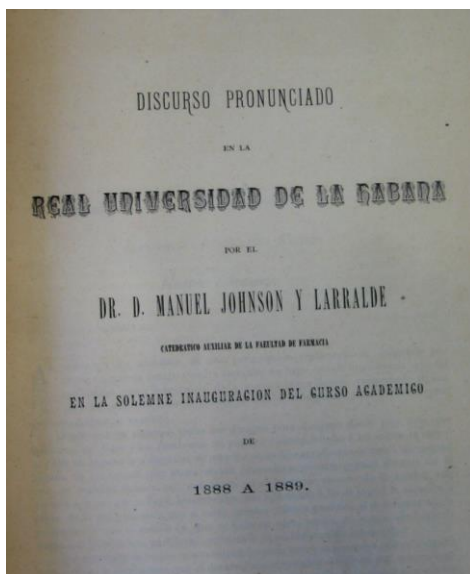 DISCURSO PRONUNCIADO
EN LA
REAL UNIVERSIDAD DE LA HABANA
POR EL
DR. D. MANUEL JOHNSON Y LARRALDE
CATEDRATICO AUXILIAR DE LA FACULTAD DE FARMACIA
EN LA SOLEMNE INAUGURACION DEL CURSO ACADEMICO
DE
1888 A 1889.